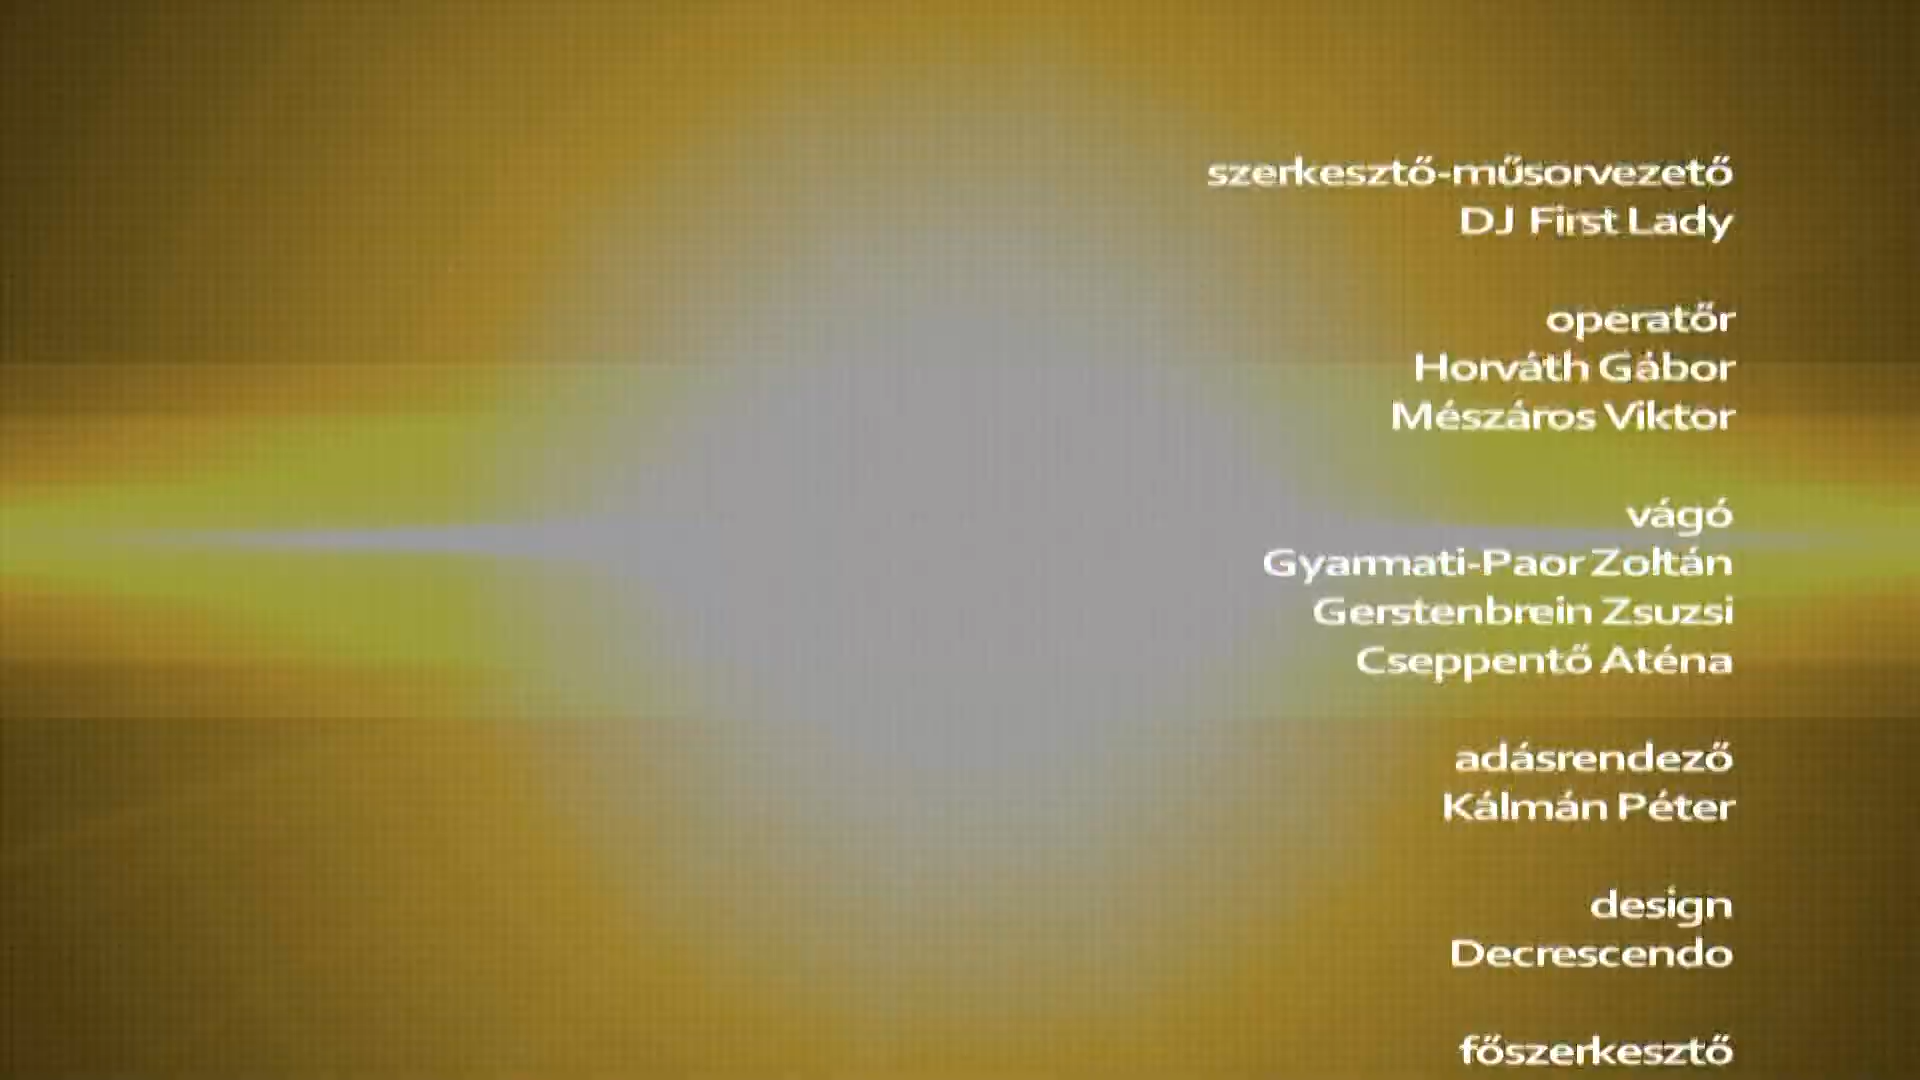 szerkesztő-műsorvezető
DJ First Lady
operatőr
Horváth Gábor
Mészáros Viktor
vágó
Gyarmati-Paor Zoltán
Gerstenbrein Zsuzsi
Cseppentő Aténa
adásrendező
Kálmán Péter
design
Decrescendo
főszerkesztő